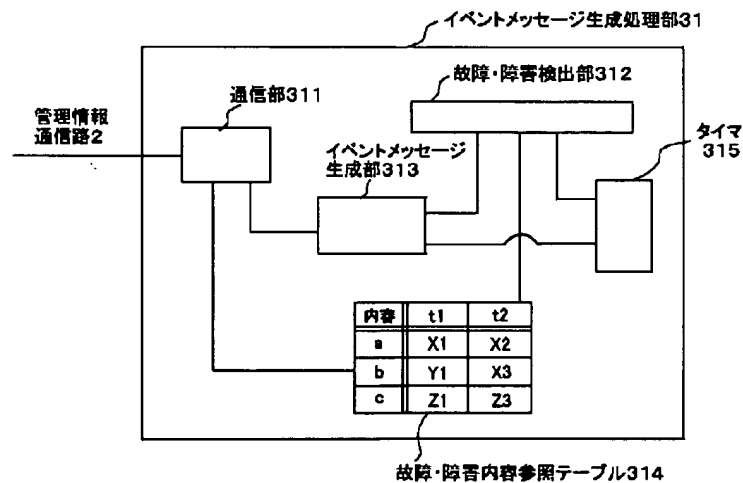 イベントメッセージ生成処理部31
故障・障害検出部312
通信部311
管理情報
通信路2
タイマ
315
イベントメッセージ
生成部313
内容 t1 t2
a X1 X2
b Y1 X3
c Z1 Z3
故障・障害内容参照テーブル314